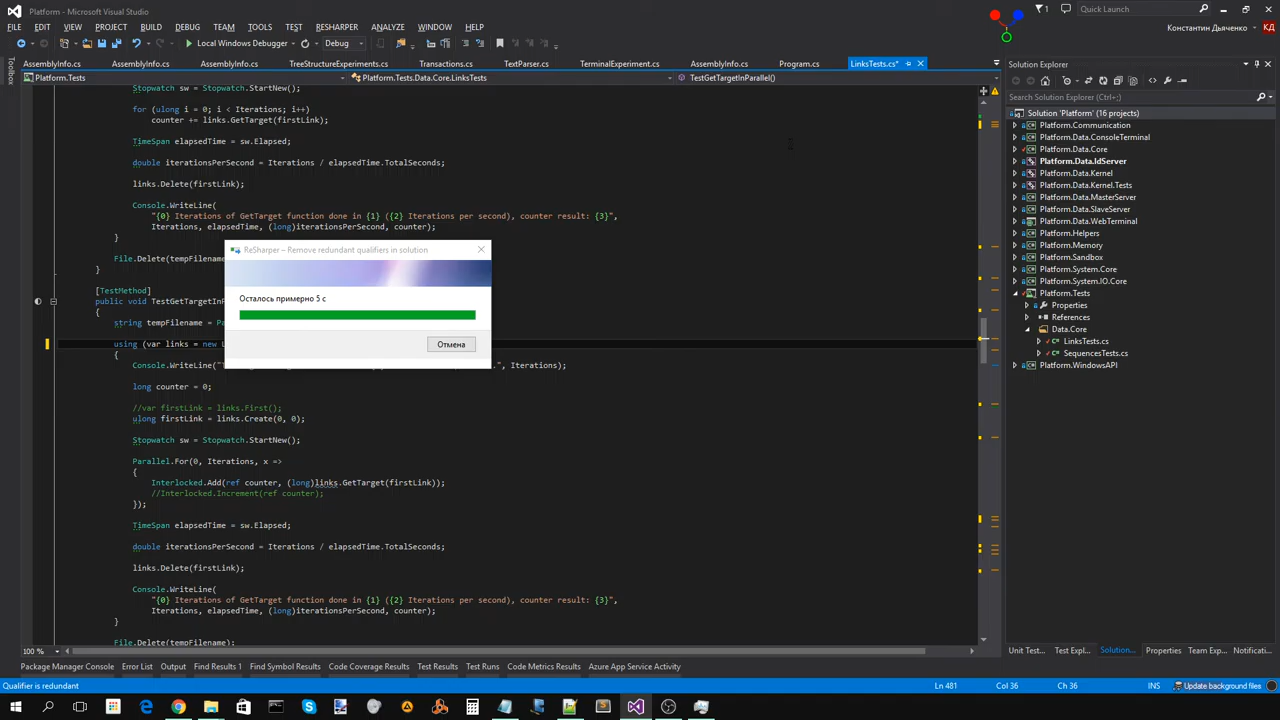 Platform - Microsoft Visual Studio
1
Quick Launch (Ctrl+Q)
FILE EDIT VIEW PROJECT BUILD DEBUG TEAM TOOLS TEST RESHARPER ANALYZE WINDOW HELP
Константин Дьяченко КД
Local Windows Debugger Debug
Toolbox
AssemblyInfo.cs AssemblyInfo.cs TreeStructureExperiments.cs Transactions.cs TextParser.cs TerminalExperiment.cs AssemblyInfo.cs Program.cs LinksTests.cs*
Platform.Tests Platform.Tests.Data.Core.LinksTests TestGetTargetInParallel()
Stopwatch sw = Stopwatch.StartNew();
for (ulong i = 0; i < Iterations; i++)
counter += links.GetTarget(firstLink);
TimeSpan elapsedTime = sw.Elapsed;
double iterationsPerSecond = Iterations / elapsedTime.TotalSeconds;
links.Delete(firstLink);
Console.WriteLine(
"{0} Iterations of GetTarget function done in {1} ({2} Iterations per second), counter result: {3}",
Iterations, elapsedTime, (long)iterationsPerSecond, counter);
}
File.Delete(tempFilena
}
[TestMethod]
public void TestGetTargetInP
{
string tempFilename = Pa
using (var links = new L
{
Console.WriteLine("T .", Iterations);
long counter = 0;
//var firstLink = links.First();
ulong firstLink = links.Create(0, 0);
Stopwatch sw = Stopwatch.StartNew();
Parallel.For(0, Iterations, x =>
{
Interlocked.Add(ref counter, (long)links.GetTarget(firstLink));
//Interlocked.Increment(ref counter);
});
TimeSpan elapsedTime = sw.Elapsed;
double iterationsPerSecond = Iterations / elapsedTime.TotalSeconds;
links.Delete(firstLink);
Console.WriteLine(
"{0} Iterations of GetTarget function done in {1} ({2} Iterations per second), counter result: {3}",
Iterations, elapsedTime, (long)iterationsPerSecond, counter);
}
File.Delete(tempFilename);
100 %
ReSharper – Remove redundant qualifiers in solution
Осталось примерно 5 с
Отмена
Solution Explorer
Search Solution Explorer (Ctrl+;)
Solution 'Platform' (16 projects)
Platform.Communication
Platform.Data.ConsoleTerminal
Platform.Data.Core
Platform.Data.IdServer
Platform.Data.Kernel
Platform.Data.Kernel.Tests
Platform.Data.MasterServer
Platform.Data.SlaveServer
Platform.Data.WebTerminal
Platform.Helpers
Platform.Memory
Platform.Sandbox
Platform.System.Core
Platform.System.IO.Core
Platform.Tests
Properties
References
Data.Core
LinksTests.cs
SequencesTests.cs
Platform.WindowsAPI
Unit Test... Test Expl... Solution... Properties Team Exp... Notificati...
Package Manager Console Error List Output Find Results 1 Find Symbol Results Code Coverage Results Test Results Test Runs Code Metrics Results Azure App Service Activity
Qualifier is redundant Ln 481 Col 36 Ch 36 INS Update background files